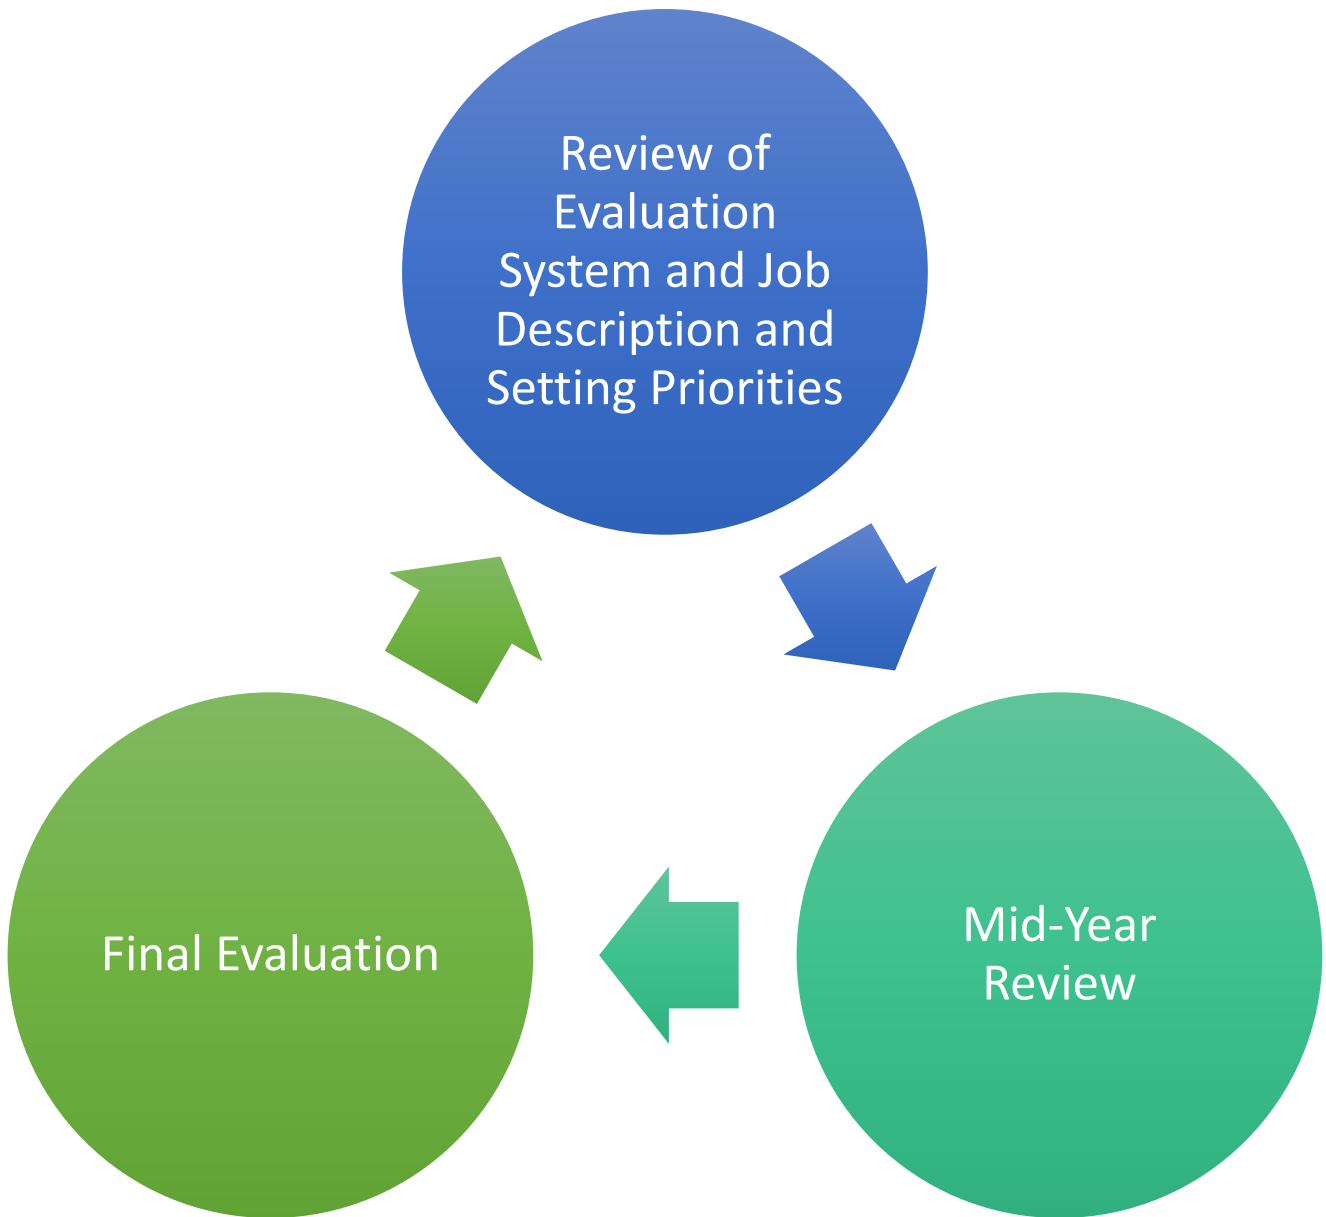 Review of
Evaluation
System and Job
Description and
Setting Priorities
Mid-Year
Review
Final Evaluation